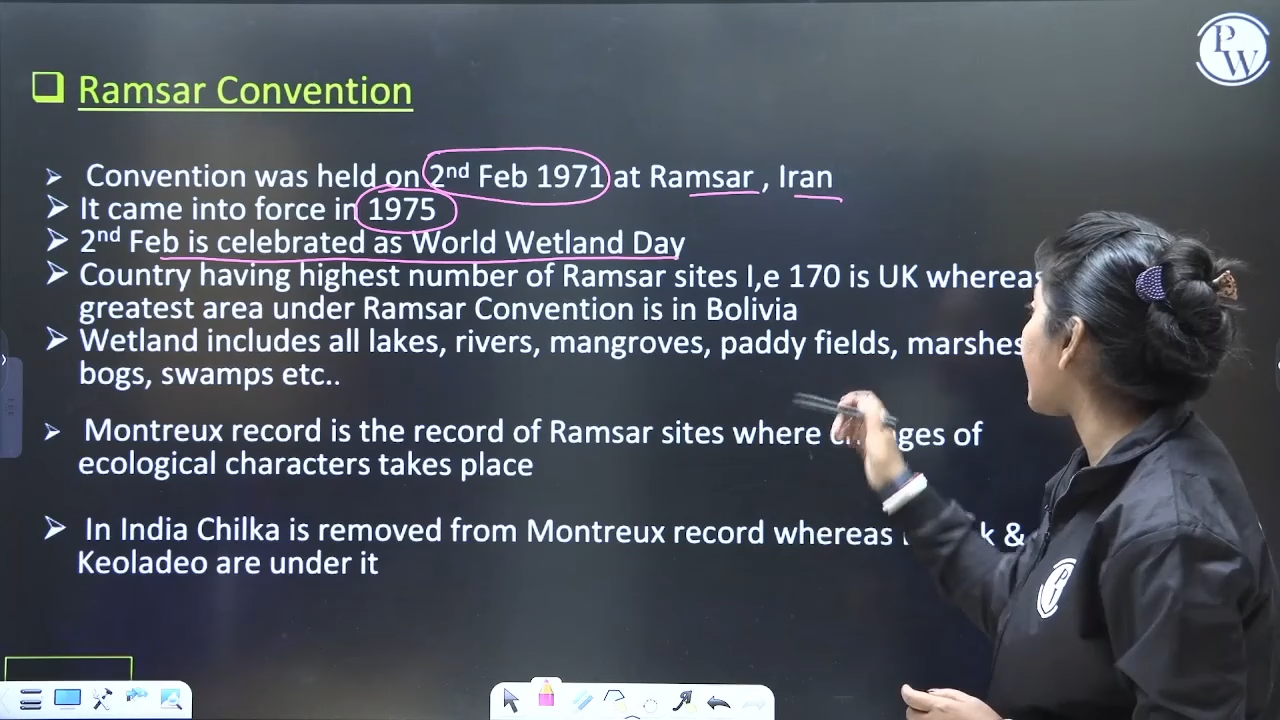 PW
Ramsar Convention
Convention was held on 2nd Feb 1971 at Ramsar , Iran
It came into force in 1975
2nd Feb is celebrated as World Wetland Day
Country having highest number of Ramsar sites I,e 170 is UK whereas
greatest area under Ramsar Convention is in Bolivia
Wetland includes all lakes, rivers, mangroves, paddy fields, marshes
bogs, swamps etc..
Montreux record is the record of Ramsar sites where of
ecological characters takes place
In India Chilka is removed from Montreux record whereas &
Keoladeo are under it